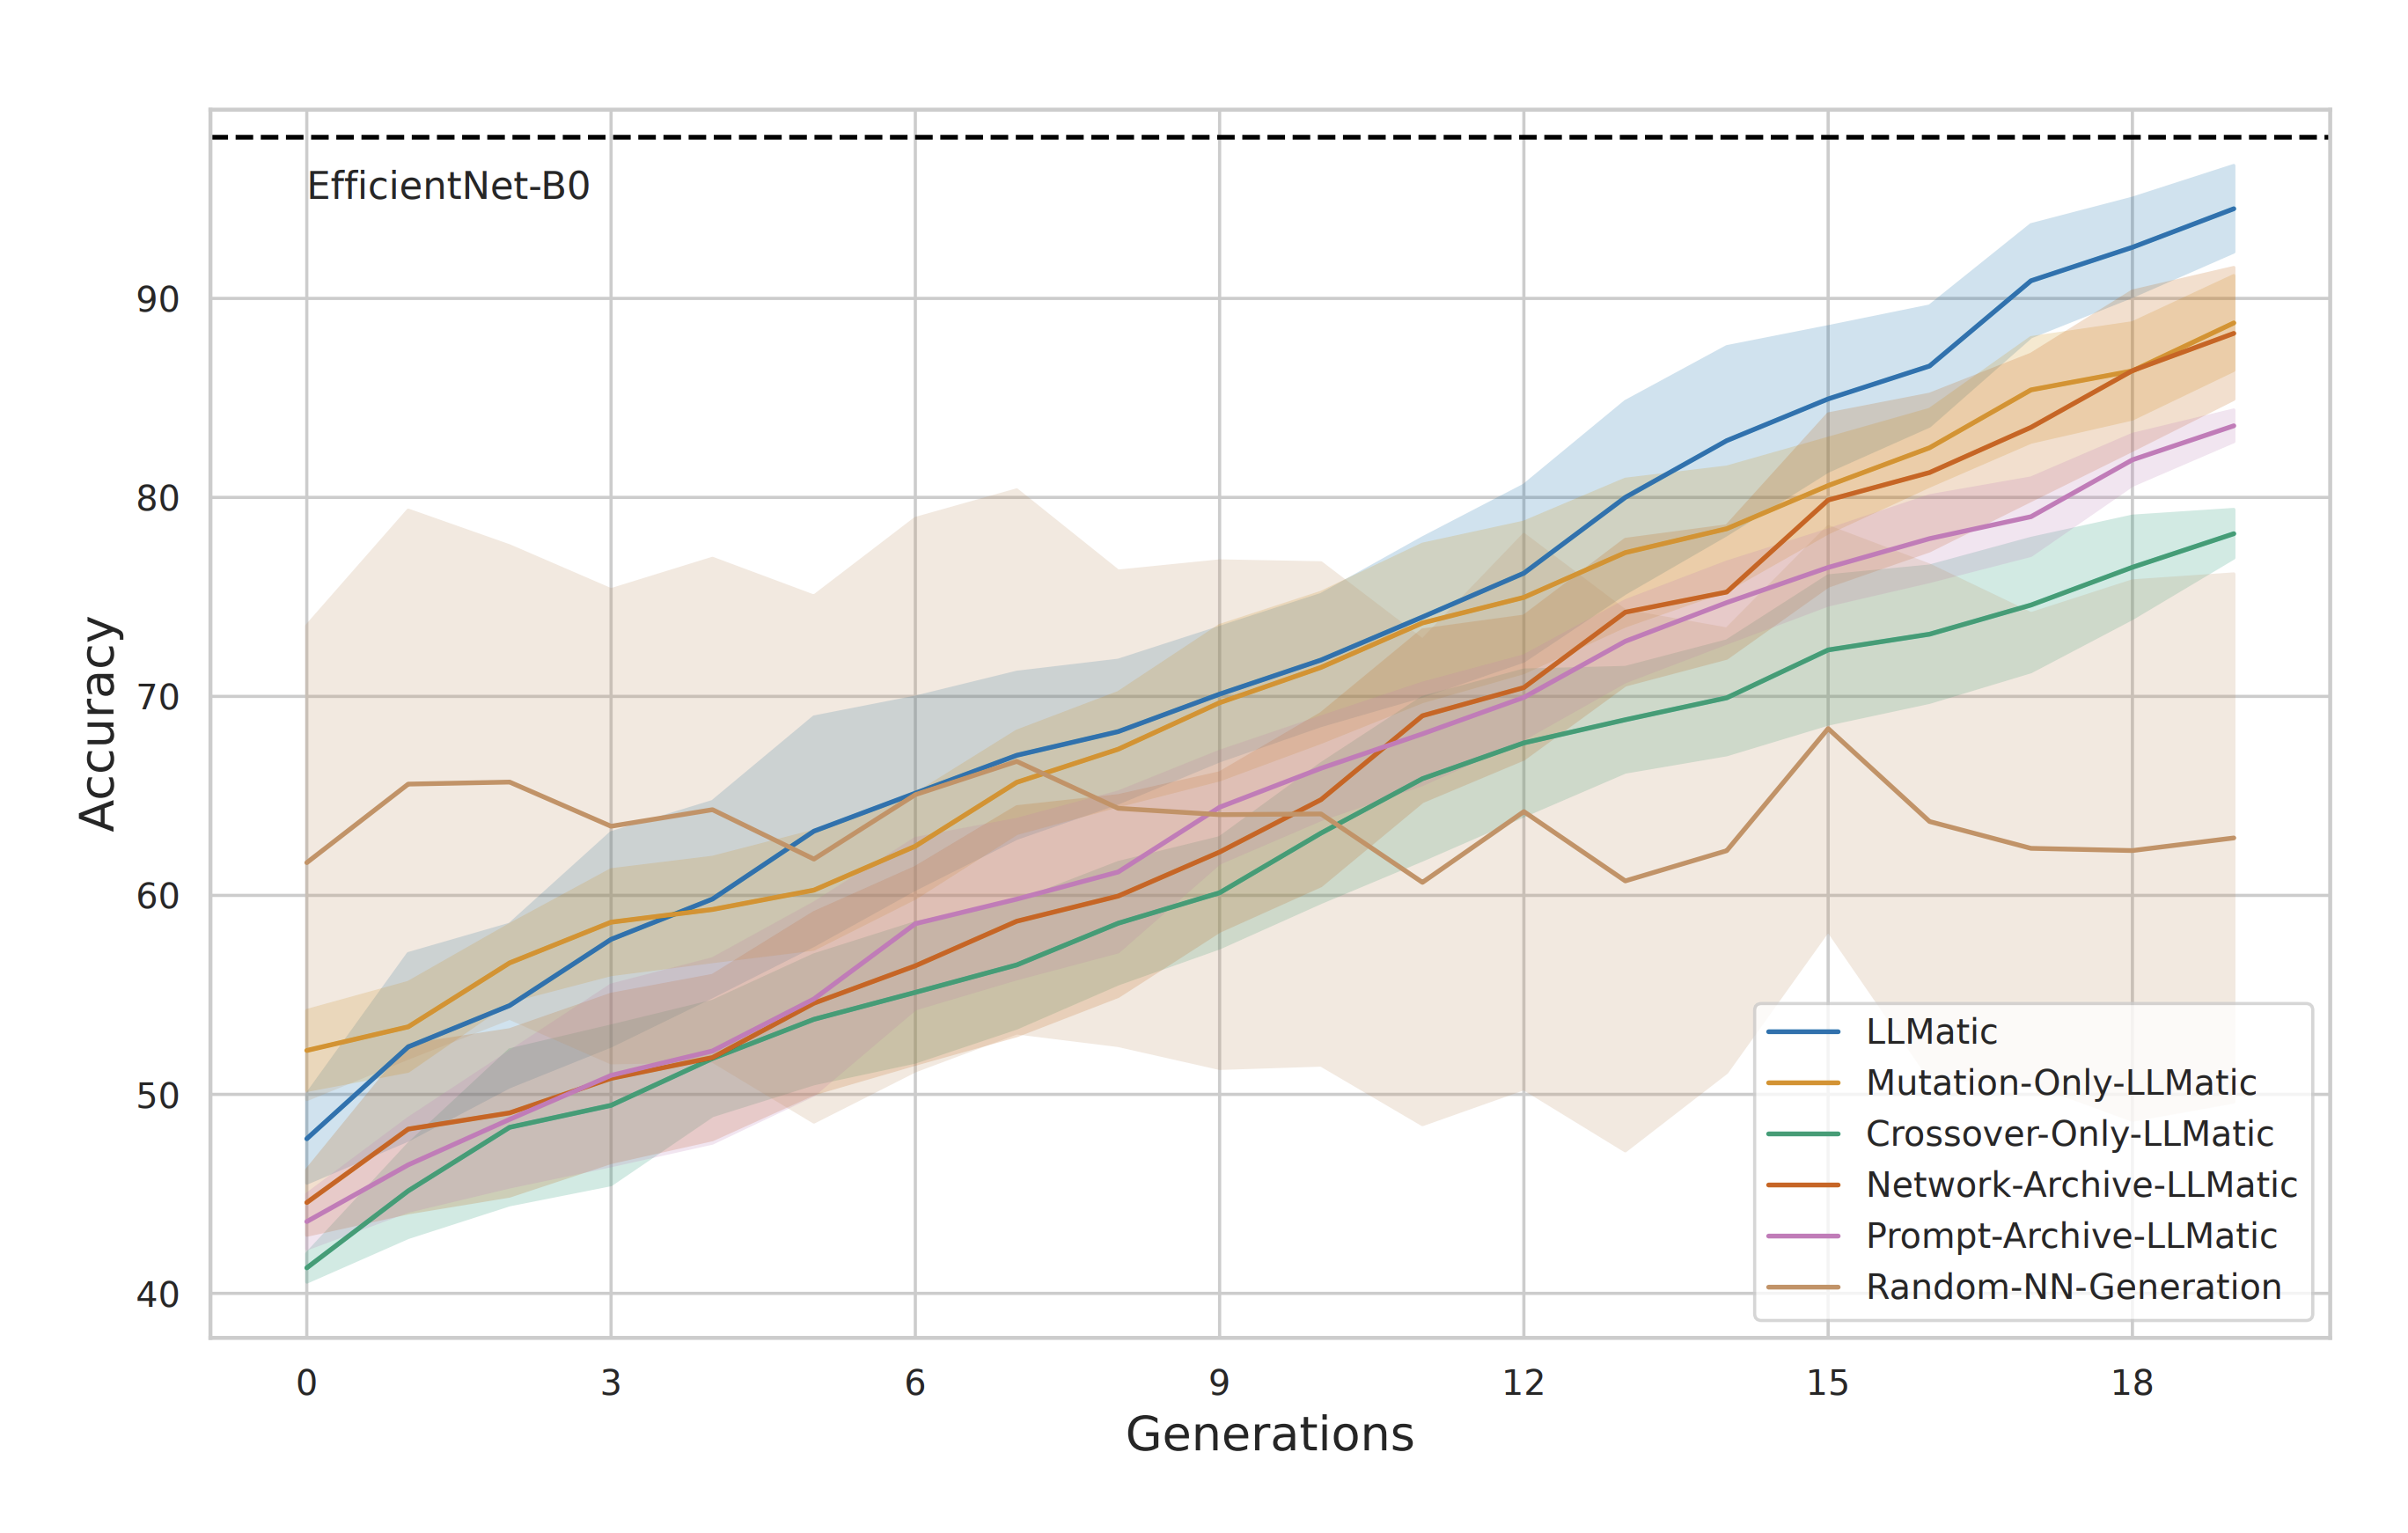 EfficientNet-B0
90
80
70
60
50
40
Accuracy
0 3 6 9 12 15 18
Generations
LLMatic
Mutation-Only-LLMatic
Crossover-Only-LLMatic
Network-Archive-LLMatic
Prompt-Archive-LLMatic
Random-NN-Generation